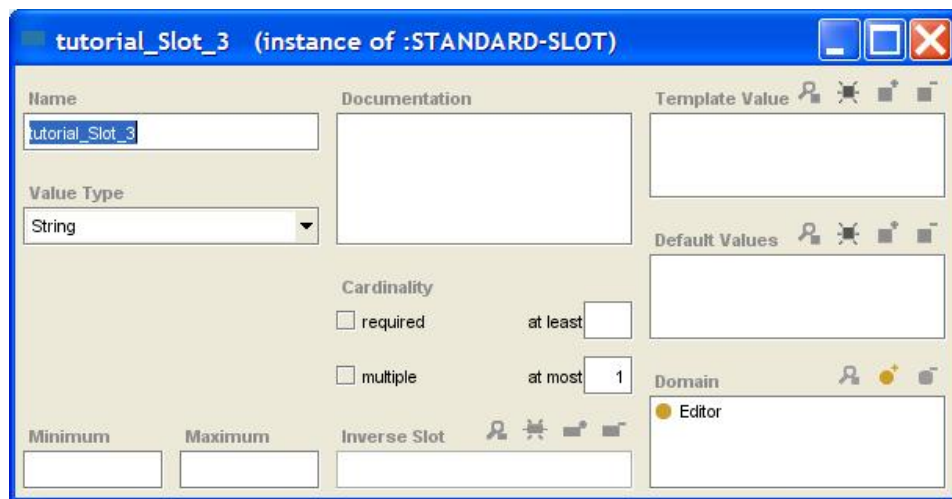 tutorial_Slot_3 (instance of :STANDARD-SLOT)
Name
tutorial_Slot_3
Value Type
String
Documentation
Cardinality
required at least
multiple at most 1
Minimum Maximum
Inverse Slot
Template Value
Default Values
Domain
Editor